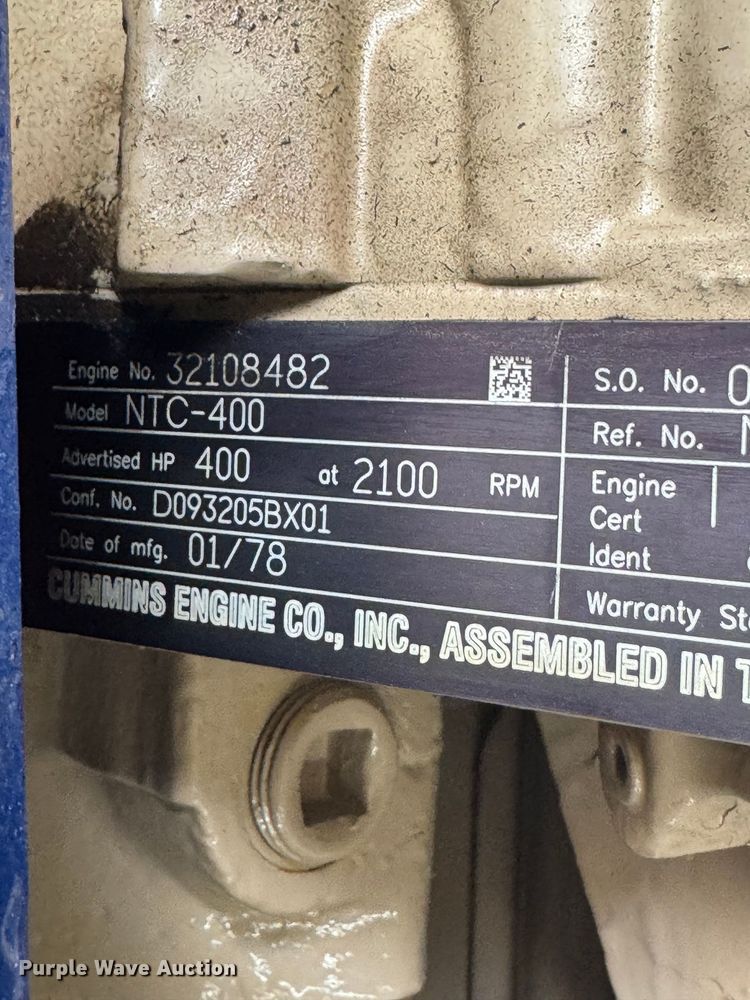 Engine No. 32108482
Model NTC-400
Advertised HP 400 at 2100 RPM
Conf. No. D093205BX01
Date of mfg. 01/78
S.O. No.
Ref. No.
Engine
Cert
Ident
Warranty
CUMMINS ENGINE CO., INC., ASSEMBLED IN
Purple Wave Auction